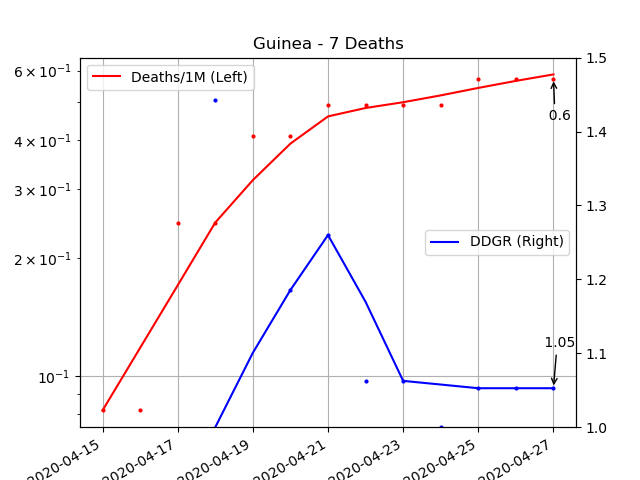 Guinea - 7 Deaths
Deaths/1M (Left)
DDGR (Right)
6 × 10⁻¹
4 × 10⁻¹
3 × 10⁻¹
2 × 10⁻¹
10⁻¹
1.5
1.4
1.3
1.2
1.1
1.0
0.6
1.05
2020-04-15
2020-04-17
2020-04-19
2020-04-21
2020-04-23
2020-04-25
2020-04-27